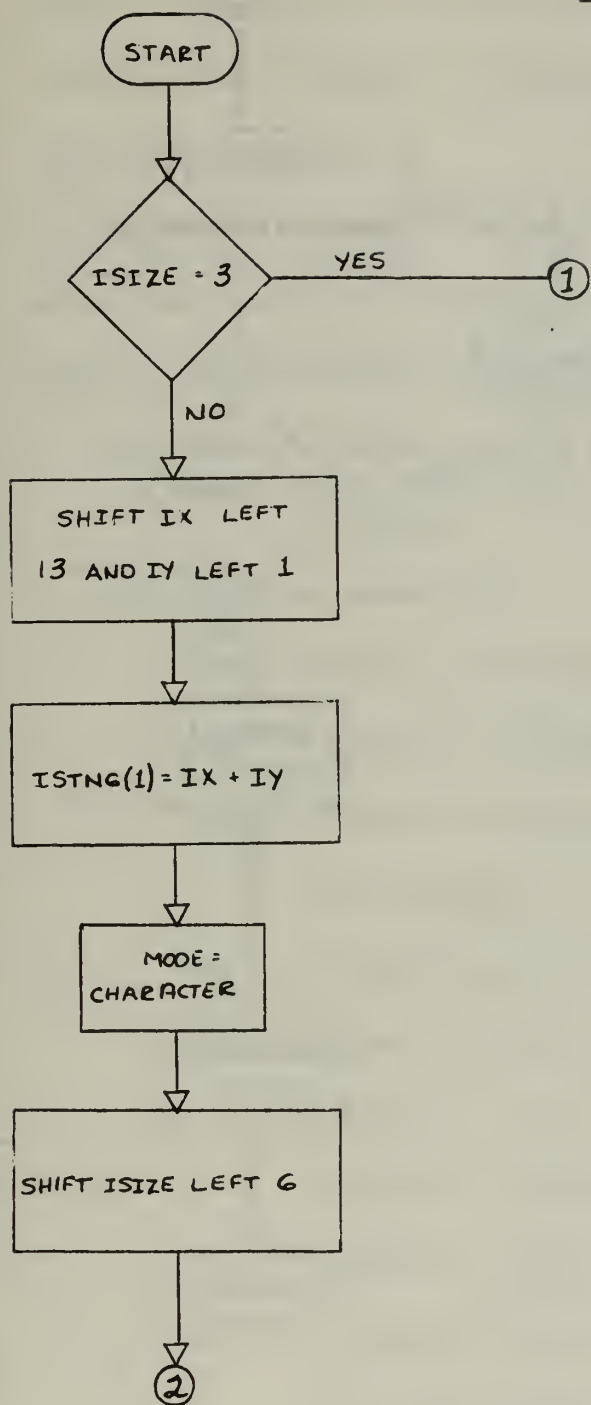 START
ISIZE = 3
YES
1
NO
SHIFT IX LEFT
13 AND IY LEFT 1
ISTNG(1) = IX + IY
MODE =
CHARACTER
SHIFT ISIZE LEFT 6
2